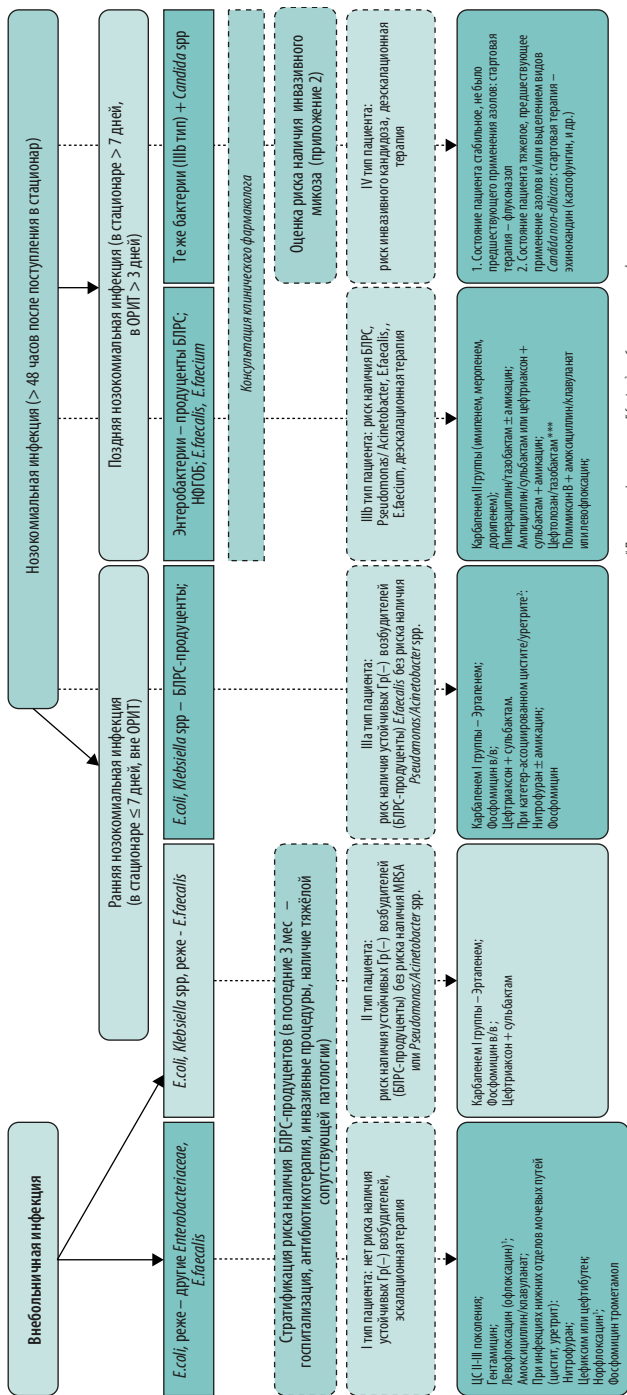 Внебольничная инфекция
Нозокомиальная инфекция (> 48 часов после поступления в стационар)
Ранняя нозокомиальная инфекция
(в стационаре ≤ 7 дней, вне ОРИТ)
Поздняя нозокомиальная инфекция (в стационаре > 7 дней,
в ОРИТ > 3 дней)
E.coli, реже – другие Enterobacteriaceae,
E.faecalis
E.coli, Klebsiella spp, реже - E.faecalis
E.coli, Klebsiella spp – БЛРС-продуценты;
Энтеробактерии – продуценты БЛРС;
НФГОБ; E.faecalis, E.faecium
Те же бактерии (IIIb тип) + Candida spp
Консультация клинического фармаколога
Стратификация риска наличия БЛРС-продуцентов (в последние 3 мес –
госпитализация, антибиотикотерапия, инвазивные процедуры, наличие тяжёлой
сопутствующей патологии)
Оценка риска наличия инвазивного
микоза (приложение 2)
I тип пациента: нет риска наличия
устойчивых Гр(–) возбудителей,
эскалационная терапия
II тип пациента:
риск наличия устойчивых Гр(–) возбудителей
(БЛРС-продуценты) без риска наличия MRSA
или Pseudomonas/Acinetobacter spp.
IIIa тип пациента:
риск наличия устойчивых Гр(–) возбудителей
(БЛРС-продуценты) E.faecalis без риска наличия
Pseudomonas/Acinetobacter spp.
IIIb тип пациента: риск наличия БЛРС,
Pseudomonas/ Acinetobacter, E.faecalis,,
E.faecium, деэскалационная терапия
IV тип пациента:
риск инвазивного кандидоза, деэскалационная
терапия
ЦС II-III поколения;
Гентамицин;
Левофлоксацин (офлоксацин)¹;
Амоксициллин/клавуланат;
При инфекциях нижних отделов мочевых путей
(цистит, уретрит):
Нитрофуран;
Цефиксим или цефтибутен;
Норфлоксацин¹;
Фосфомицин трометамол
Карбапенем I группы – Эртапенем;
Фосфомицин в/в ;
Цефтриаксон + сульбактам
Карбапенем I группы – Эртапенем;
Фосфомицин в/в;
Цефтриаксон + сульбактам.
При катетер-ассоциированном цистите/уретрите²:
Нитрофуран ± амикацин;
Фосфомицин
Карбапенем II группы (имипенем, меропенем,
дорипенем);
Пиперациллин/тазобактам ± амикацин;
Ампициллин/сульбактам или цефтриаксон +
сульбактам + амикацин;
Цефтолозан/тазобактам***
Полимиксин В + амоксициллин/клавуланат
или левофлоксацин;
1. Состояние пациента стабильное, не было
предшествующего применения азолов: стартовая
терапия – флуконазол
2. Состояние пациента тяжелое, предшествующее
применение азолов и/или выделением видов
Candida non-albicans: стартовая терапия –
эхинокандин (каспофунгин, и др.)